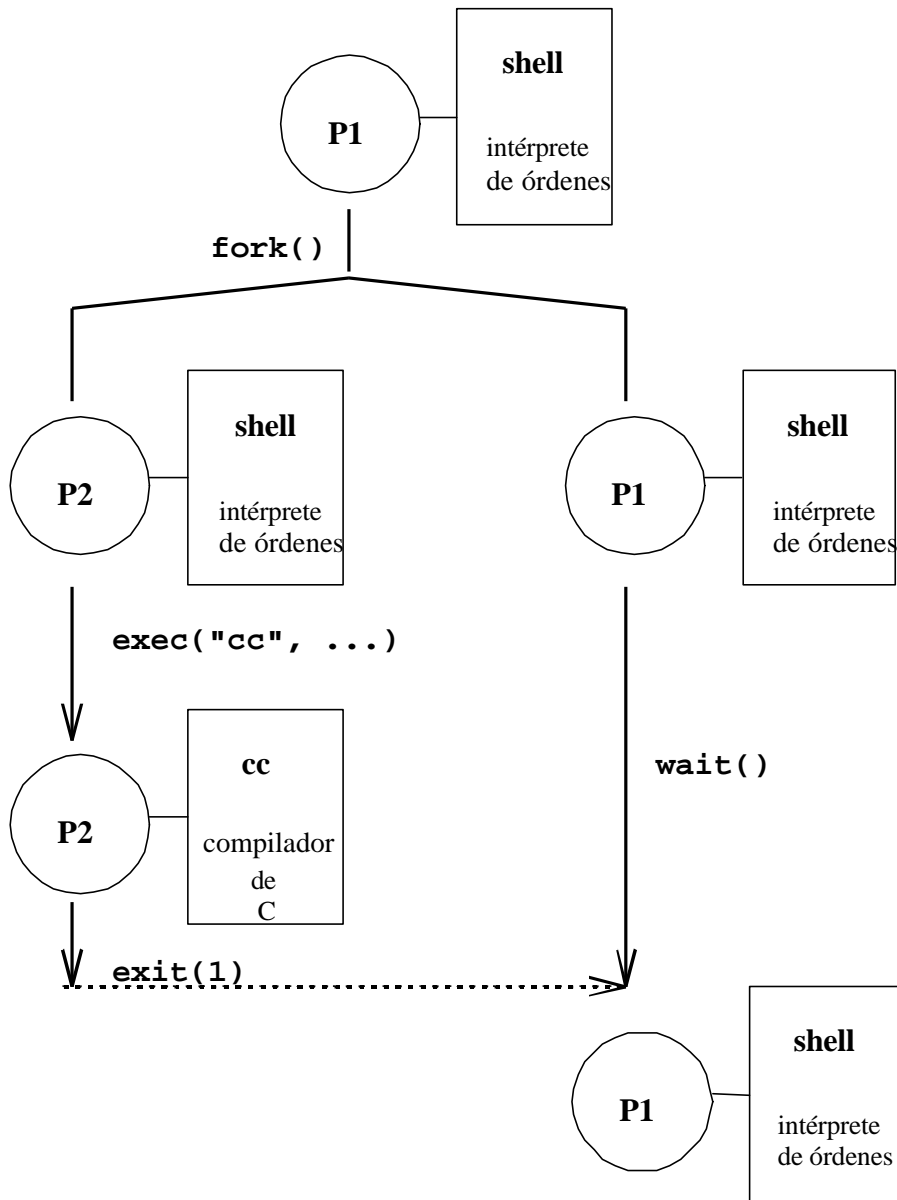 shell
P1
intérprete
de órdenes
fork()
shell
P2
intérprete
de órdenes
shell
P1
intérprete
de órdenes
exec("cc", ...)
cc
P2
compilador
de
C
wait()
exit(1)
shell
P1
intérprete
de órdenes